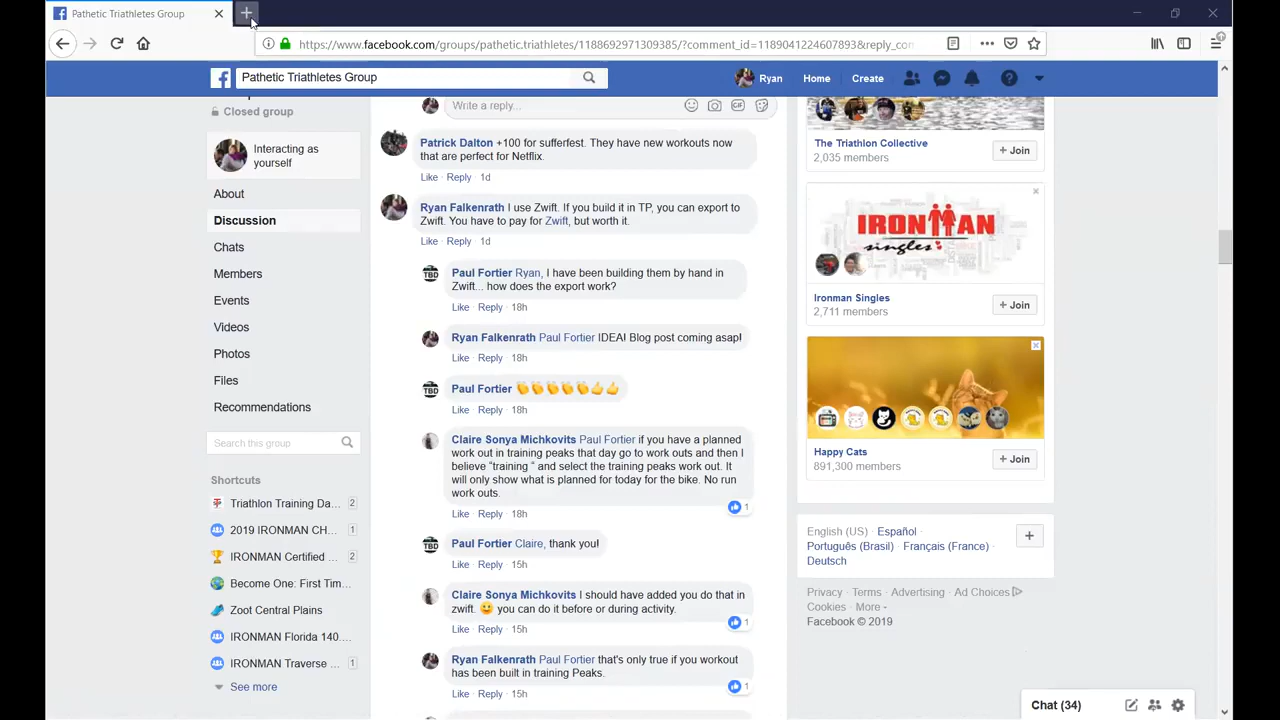 Pathetic Triathletes Group
https://www.facebook.com/groups/pathetic.triathletes/1188692971309385/?comment_id=1189041224607893&reply_co
Pathetic Triathletes Group
Ryan
Home
Create
Closed group
Interacting as
yourself
About
Discussion
Chats
Members
Events
Videos
Photos
Files
Recommendations
Search this group
Shortcuts
Triathlon Training Da... 2
2019 IRONMAN CH... 1
IRONMAN Certified ... 2
Become One: First Tim...
Zoot Central Plains
IRONMAN Florida 140....
IRONMAN Traverse ... 1
See more
Write a reply...
GIF
Patrick Dalton +100 for sufferfest. They have new workouts now
that are perfect for Netflix.
Like · Reply · 1d
Ryan Falkenrath I use Zwift. If you build it in TP, you can export to
Zwift. You have to pay for Zwift, but worth it.
Like · Reply · 1d
TBD
Paul Fortier Ryan, I have been building them by hand in
Zwift... how does the export work?
Like · Reply · 18h
Ryan Falkenrath Paul Fortier IDEA! Blog post coming asap!
Like · Reply · 18h
TBD
Paul Fortier 👏👏👏👏👏👍👍
Like · Reply · 18h
Claire Sonya Michkovits Paul Fortier if you have a planned
work out in training peaks that day go to work outs and then I
believe "training " and select the training peaks work out. It
will only show what is planned for today for the bike. No run
work outs.
1
Like · Reply · 18h
TBD
Paul Fortier Claire, thank you!
Like · Reply · 15h
Claire Sonya Michkovits I should have added you do that in
zwift. 😀 you can do it before or during activity.
1
Like · Reply · 15h
Ryan Falkenrath Paul Fortier that's only true if you workout
has been built in training Peaks.
1
Like · Reply · 15h
The Triathlon Collective
2,035 members
+ Join
IRONMAN
singles
Ironman Singles
2,711 members
+ Join
Happy Cats
891,300 members
+ Join
English (US) · Español ·
Português (Brasil) · Français (France) ·
Deutsch
Privacy · Terms · Advertising · Ad Choices
Cookies · More
Facebook © 2019
Chat (34)